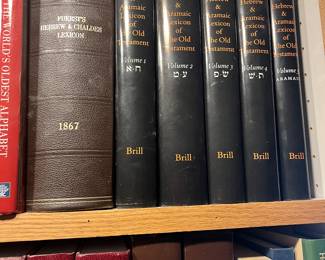 THE WORLD'S OLDEST ALPHABET
FUERST'S
HEBREW & CHALDEE
LEXICON
1867
Aramaic
Lexicon of
the Old
Testament
Volume 1
א-ח
Brill
Hebrew
&
Aramaic
Lexicon of
the Old
Testament
Volume 2
ט-ע
Brill
Hebrew
&
Aramaic
Lexicon of
the Old
Testament
Volume 3
פ-שׂ
Brill
Hebrew
&
Aramaic
Lexicon of
the Old
Testament
Volume 4
שׁ-ת
Brill
Hebrew
&
Aramaic
Lexicon of
the Old
Testament
Volume 5
ARAMAIC
Brill